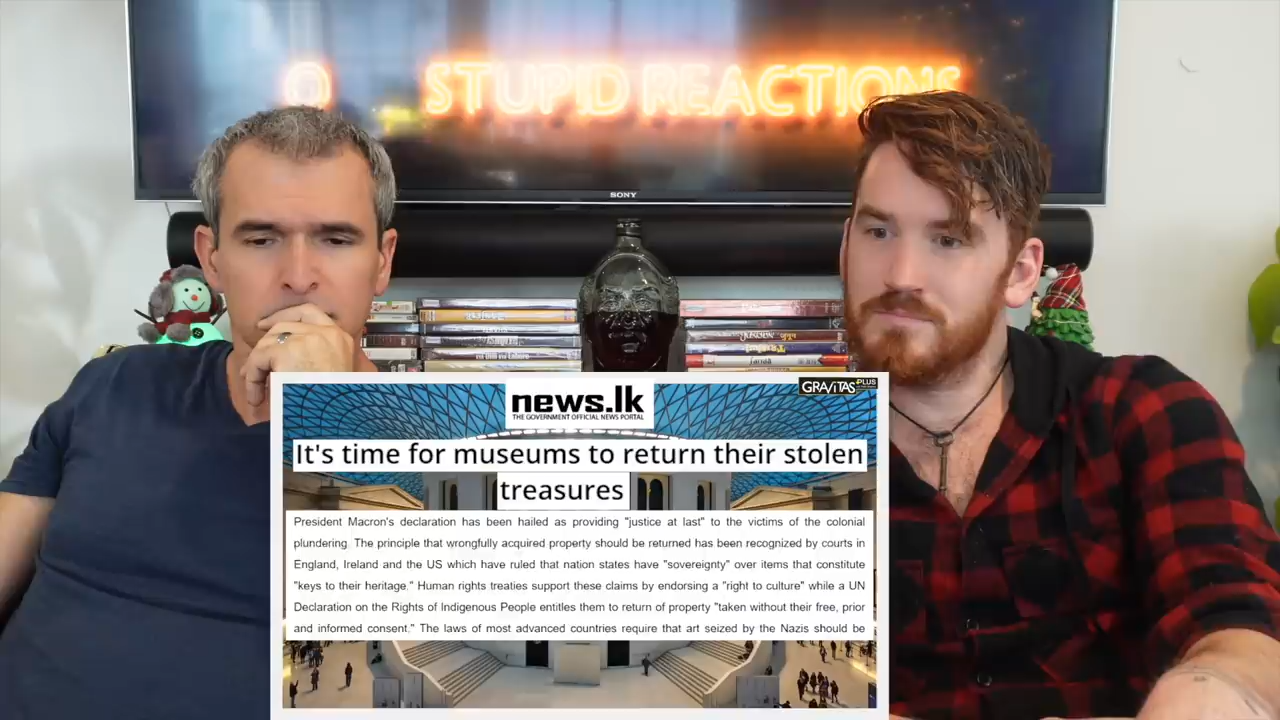 O STUPID REACTIONS
SONY
GRAVITAS PLUS
news.lk
THE GOVERNMENT OFFICIAL NEWS PORTAL
It's time for museums to return their stolen
treasures
President Macron's declaration has been hailed as providing "justice at last" to the victims of the colonial
plundering. The principle that wrongfully acquired property should be returned has been recognized by courts in
England, Ireland and the US which have ruled that nation states have "sovereignty" over items that constitute
"keys to their heritage." Human rights treaties support these claims by endorsing a "right to culture" while a UN
Declaration on the Rights of Indigenous People entitles them to return of property "taken without their free, prior
and informed consent." The laws of most advanced countries require that art seized by the Nazis should be